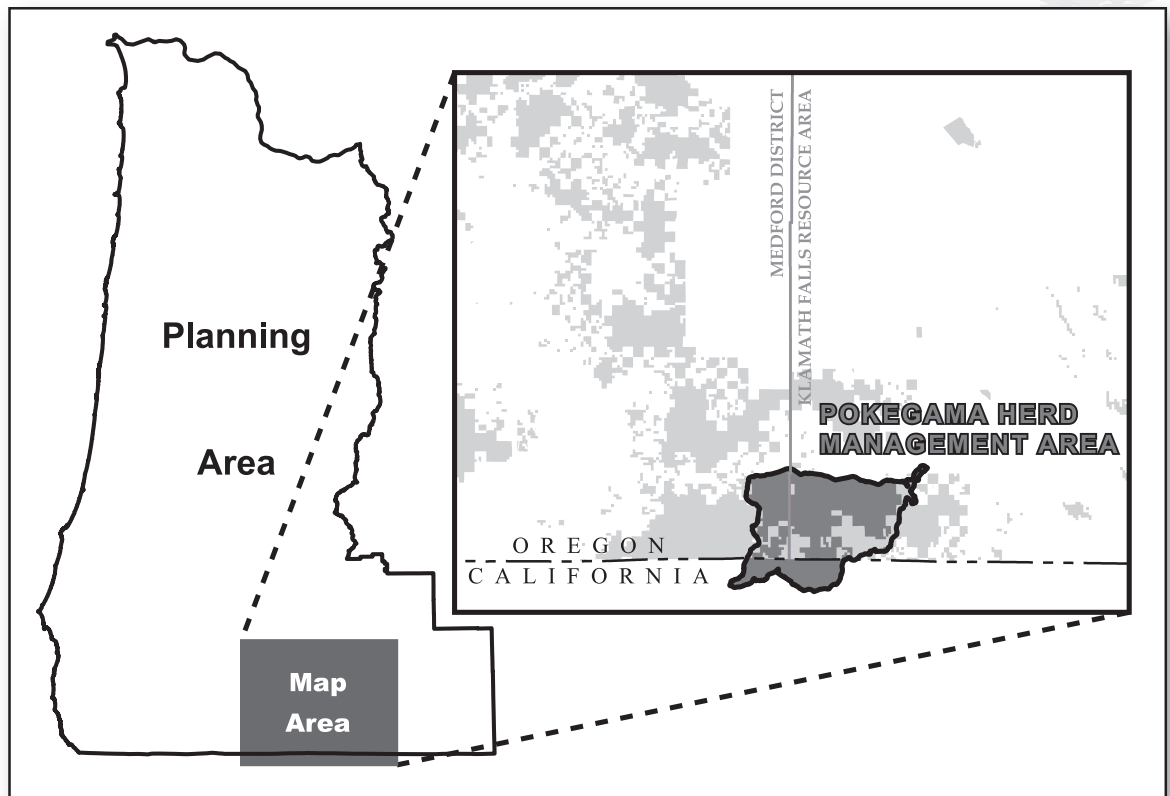 Planning
Area
Map
Area
MEDFORD DISTRICT
KLAMATH FALLS RESOURCE AREA
POKEGAMA HERD
MANAGEMENT AREA
OREGON
CALIFORNIA